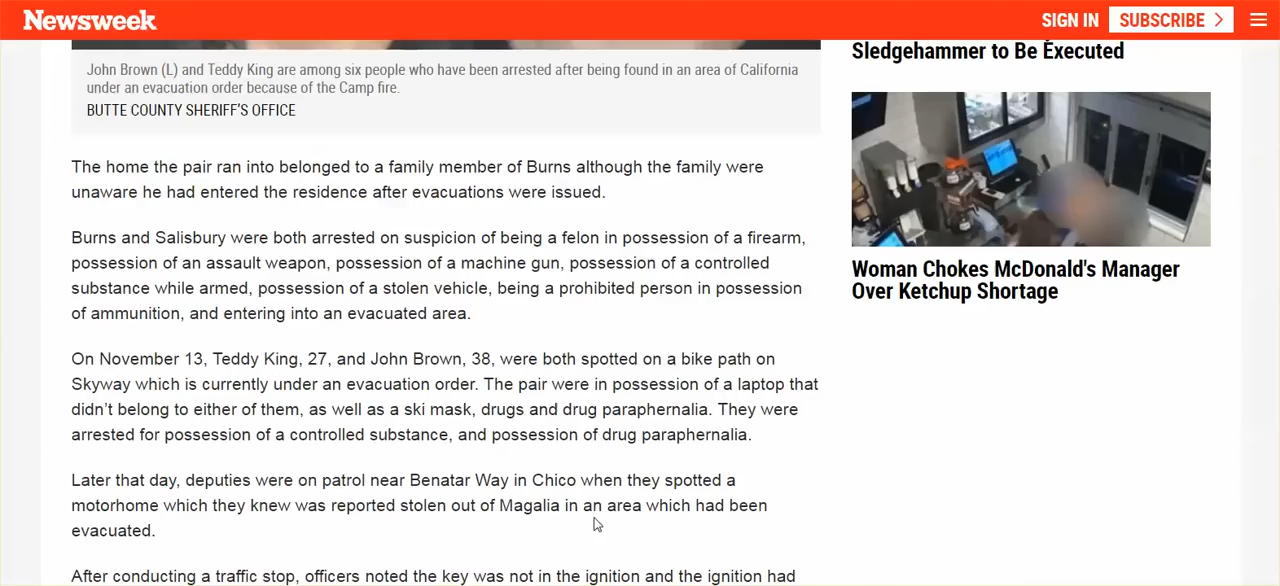 Newsweek
SIGN IN
SUBSCRIBE
John Brown (L) and Teddy King are among six people who have been arrested after being found in an area of California
under an evacuation order because of the Camp fire.
BUTTE COUNTY SHERIFF'S OFFICE
The home the pair ran into belonged to a family member of Burns although the family were
unaware he had entered the residence after evacuations were issued.
Burns and Salisbury were both arrested on suspicion of being a felon in possession of a firearm,
possession of an assault weapon, possession of a machine gun, possession of a controlled
substance while armed, possession of a stolen vehicle, being a prohibited person in possession
of ammunition, and entering into an evacuated area.
On November 13, Teddy King, 27, and John Brown, 38, were both spotted on a bike path on
Skyway which is currently under an evacuation order. The pair were in possession of a laptop that
didn't belong to either of them, as well as a ski mask, drugs and drug paraphernalia. They were
arrested for possession of a controlled substance, and possession of drug paraphernalia.
Later that day, deputies were on patrol near Benatar Way in Chico when they spotted a
motorhome which they knew was reported stolen out of Magalia in an area which had been
evacuated.
After conducting a traffic stop, officers noted the key was not in the ignition and the ignition had
Sledgehammer to Be Executed
Woman Chokes McDonald's Manager
Over Ketchup Shortage